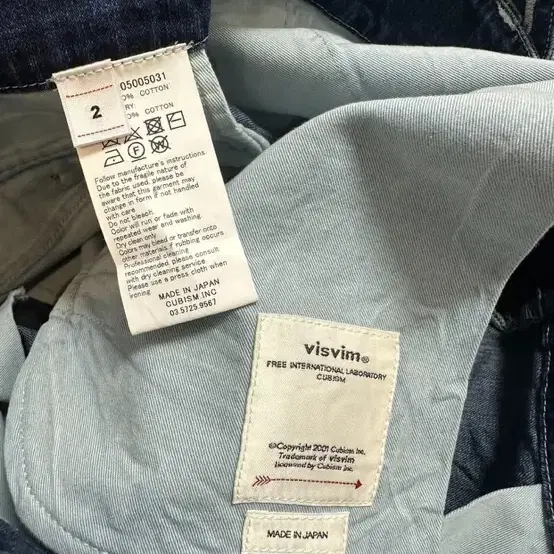 2
05005031
% COTTON
RY:
% COTTON
F W
Follow manufacture's instructions
Due to the fragile nature of
the fabric used, please be
aware that this garment may
change in form if not handled
with care
Do not bleach.
Color will run or fade with
repeated wear and washing
Dry clean only
Colors may bleed or transfer onto
other materials if rubbing occurs
Professional cleaning
recommended, please consult
with dry cleaning service
Please use a press cloth when
ironing
MADE IN JAPAN
CUBISM INC
03.5725.9567
visvim®
FREE INTERNATIONAL LABORATORY
CUBISM
©Copyright 2001 Cubism Inc.
Trademark of visvim
licensed by Cubism Inc.
MADE IN JAPAN